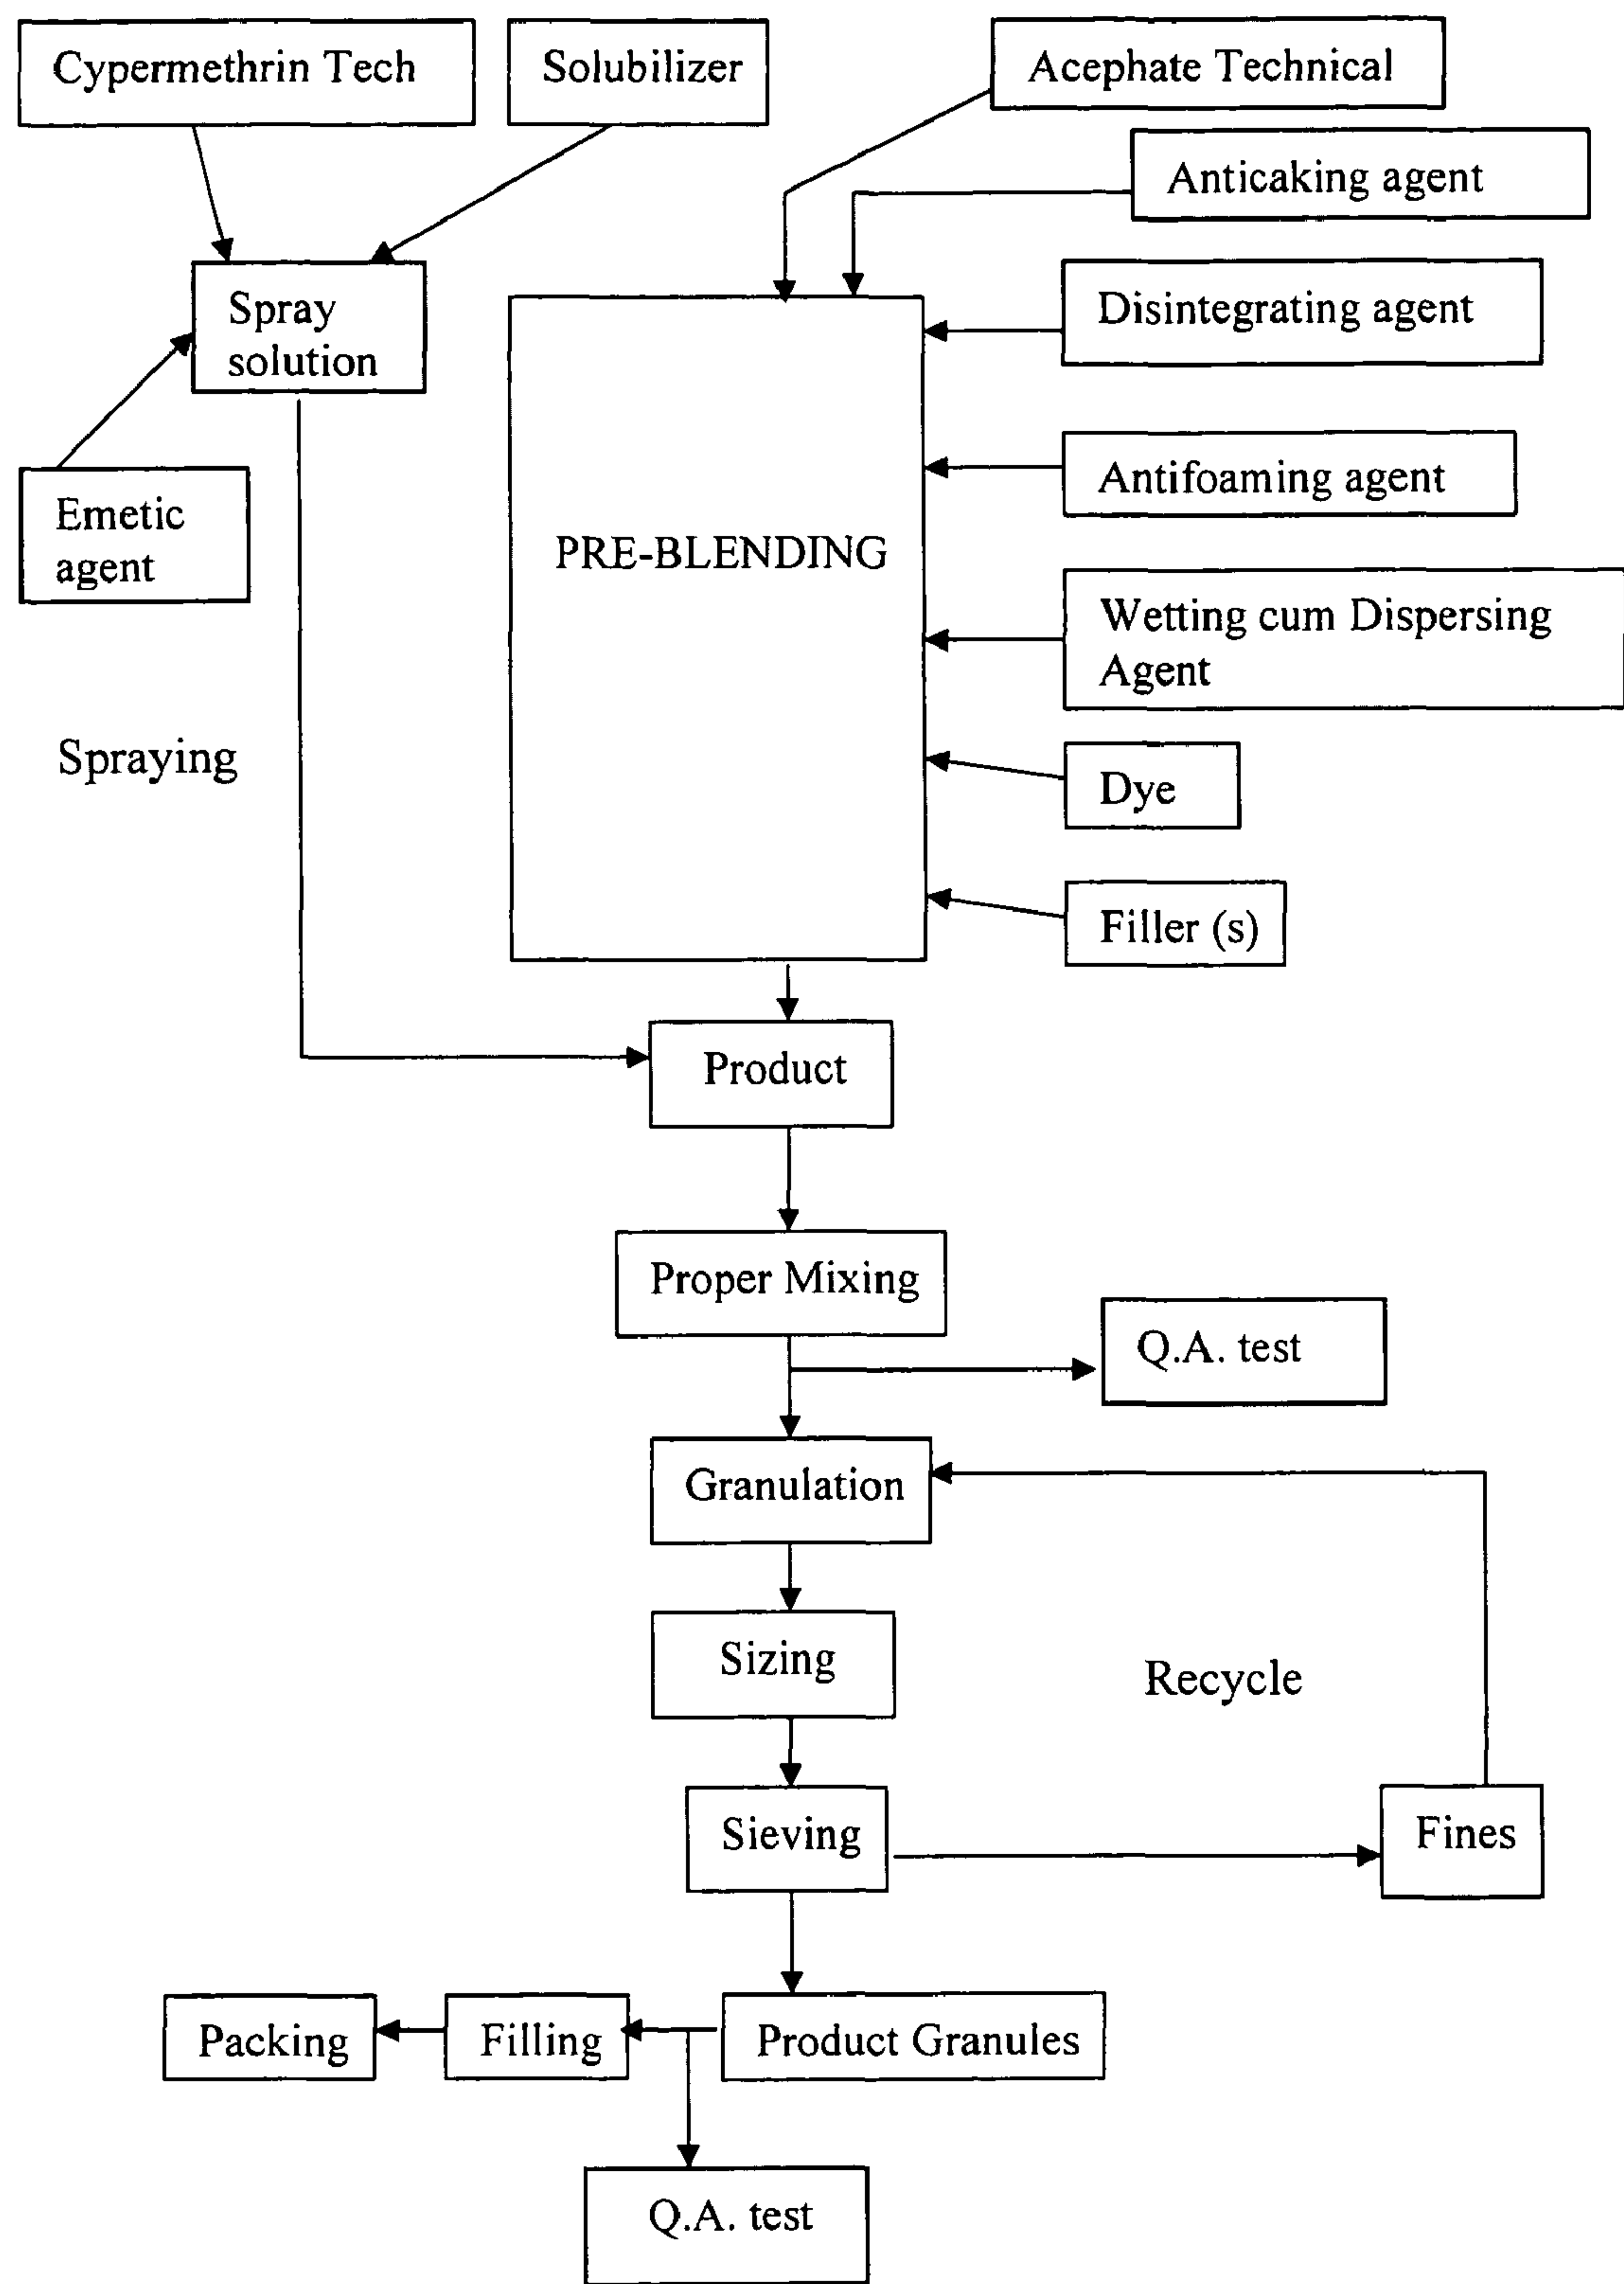 Cypermethrin Tech
Solubilizer
Acephate Technical
Anticaking agent
Spray
solution
Disintegrating agent
Antifoaming agent
Emetic
agent
PRE-BLENDING
Wetting cum Dispersing
Agent
Spraying
Dye
Filler (s)
Product
Proper Mixing
Q.A. test
Granulation
Sizing
Recycle
Sieving
Fines
Packing
Filling
Product Granules
Q.A. test